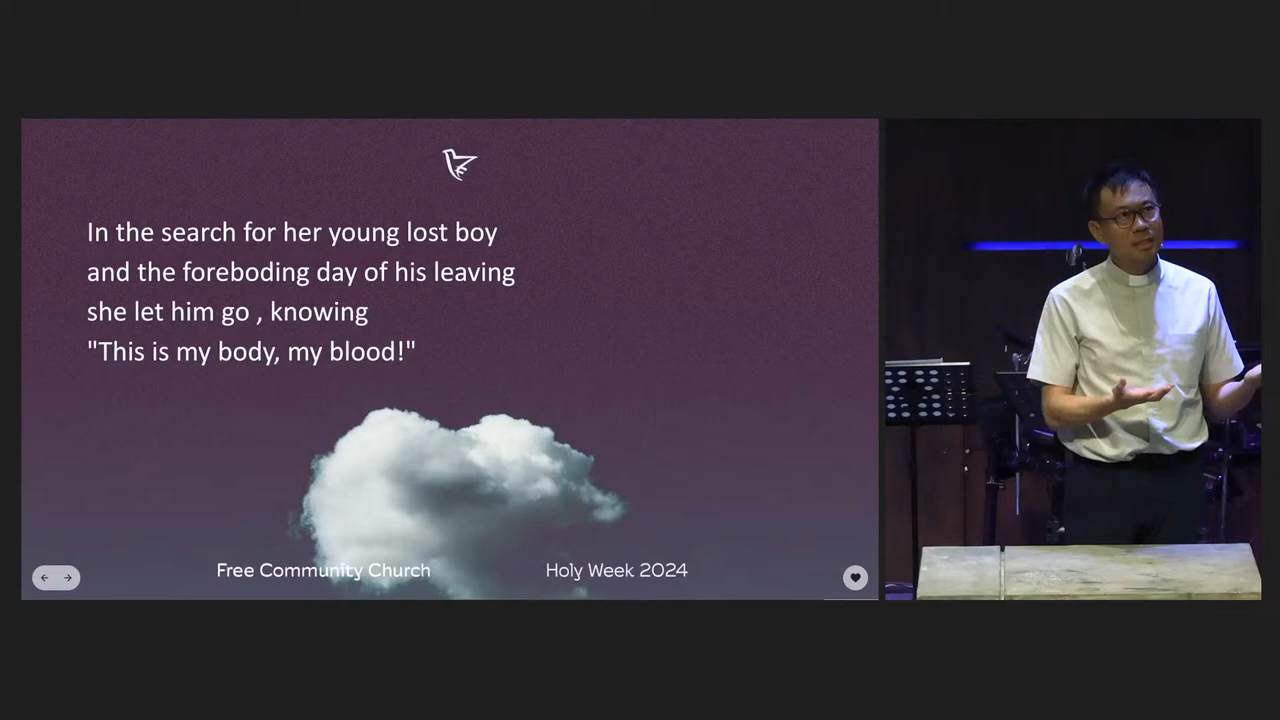 In the search for her young lost boy
and the foreboding day of his leaving
she let him go , knowing
"This is my body, my blood!"
Free Community Church
Holy Week 2024